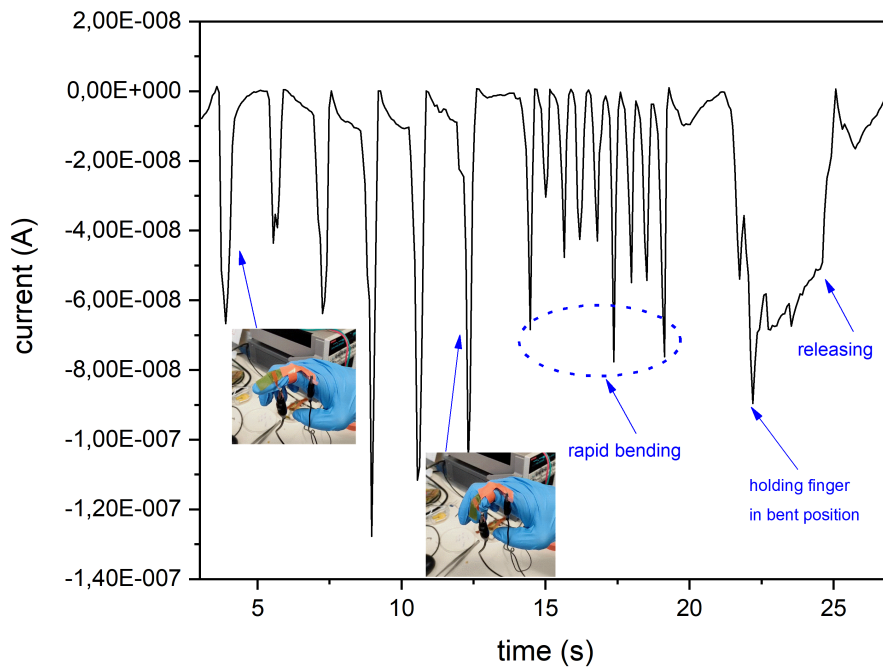 2,00E-008
0,00E+000
-2,00E-008
-4,00E-008
-6,00E-008
-8,00E-008
-1,00E-007
-1,20E-007
-1,40E-007
current (A)
releasing
rapid bending
holding finger
in bent position
5
10
15
20
25
time (s)